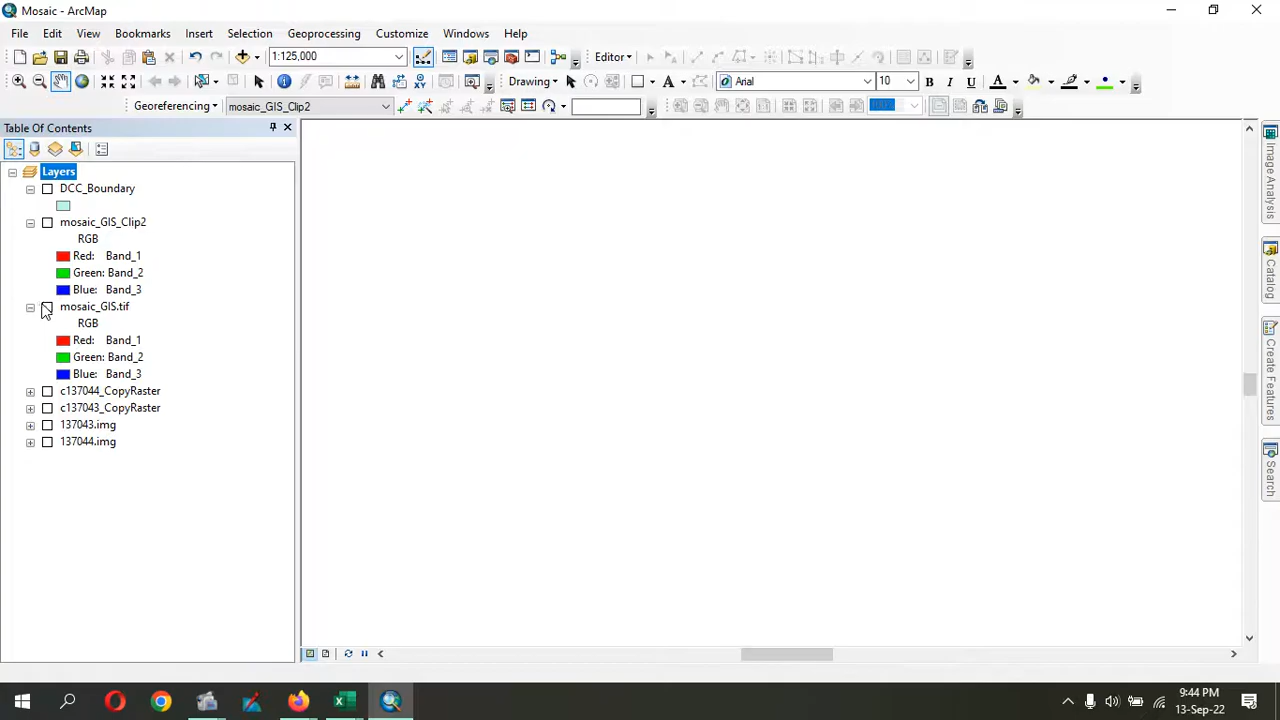 Mosaic - ArcMap
File Edit View Bookmarks Insert Selection Geoprocessing Customize Windows Help
1:125,000 Editor
Drawing Arial 10 B I U A
Georeferencing mosaic_GIS_Clip2
Table Of Contents
Layers
DCC_Boundary
mosaic_GIS_Clip2
RGB
Red: Band_1
Green: Band_2
Blue: Band_3
mosaic_GIS.tif
RGB
Red: Band_1
Green: Band_2
Blue: Band_3
c137044_CopyRaster
c137043_CopyRaster
137043.img
137044.img
Image Analysis
Catalog
Create Features
Search
9:44 PM
13-Sep-22